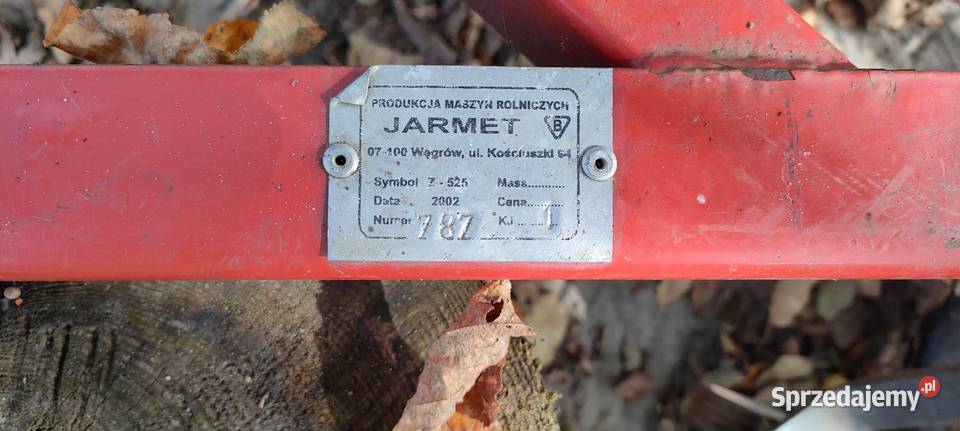 PRODUKCJA MASZYN ROLNICZYCH
JARMET B
07-100 Węgrów, ul. Kościuszki 64
Symbol Z - 525 Masa...........
Data . 2002 Cena...........
Numer 787 KJ......... 1
Sprzedajemy.pl